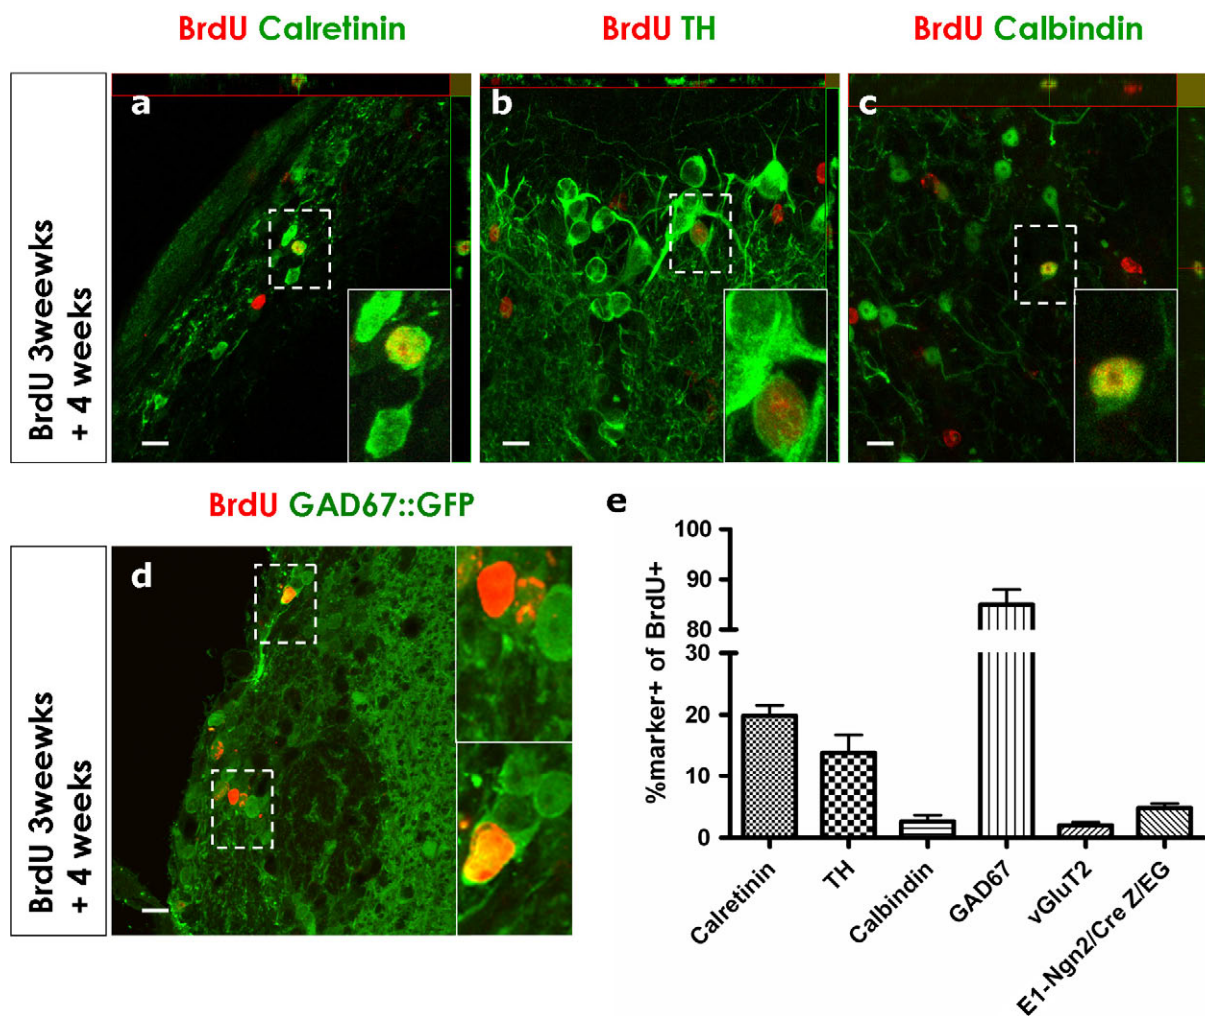 BrdU Calretinin
BrdU TH
BrdU Calbindin
BrdU 3weewks
+ 4 weeks
a
b
c
BrdU GAD67::GFP
BrdU 3weewks
+ 4 weeks
d
e
%marker+ of BrdU+
100
90
80
30
20
10
0
Calretinin
TH
Calbindin
GAD67
vGluT2
E1-Ngn2/Cre Z/EG